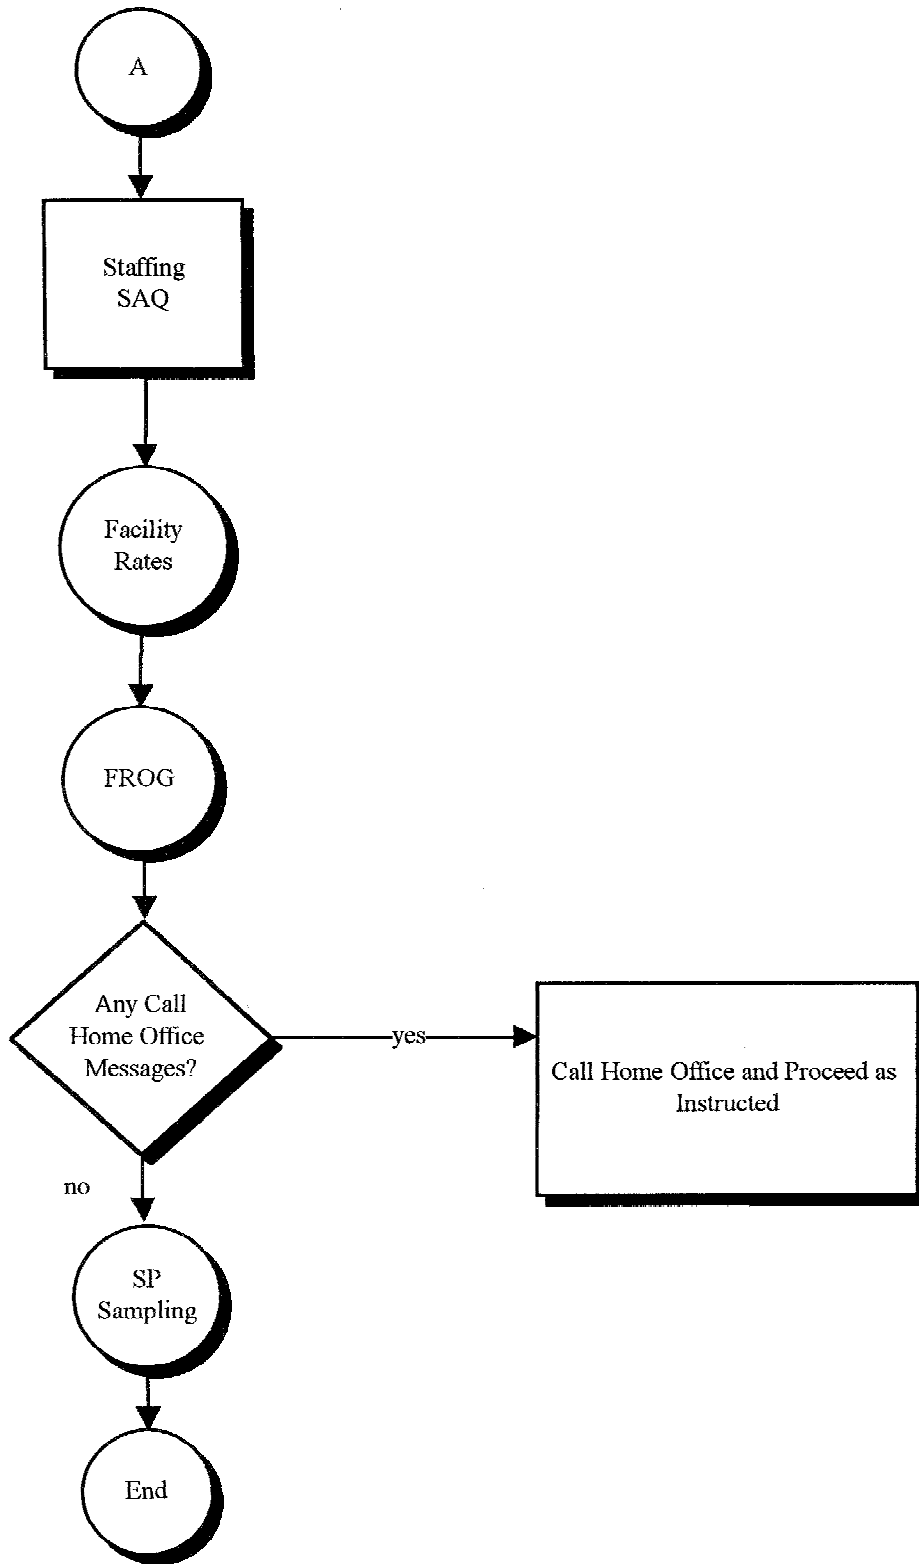 A
Staffing
SAQ
Facility
Rates
FROG
Any Call
Home Office
Messages?
yes
Call Home Office and Proceed as
Instructed
no
SP
Sampling
End